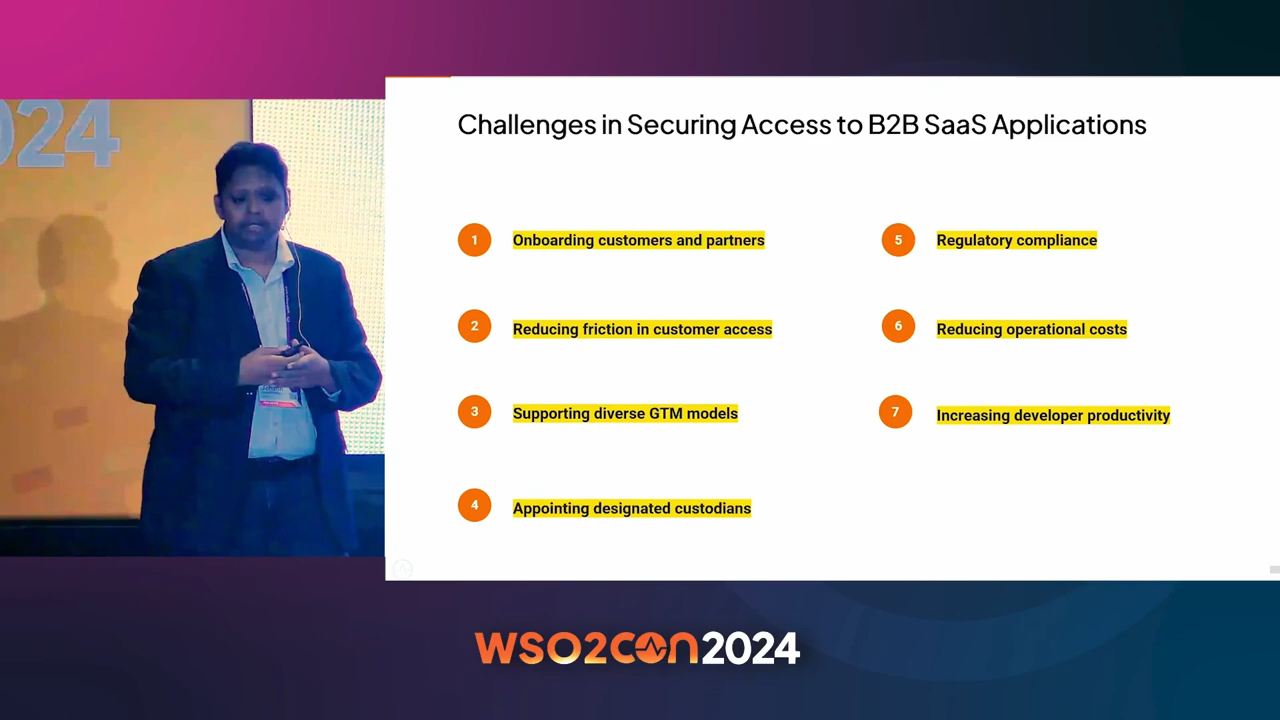 024
Challenges in Securing Access to B2B SaaS Applications
1 Onboarding customers and partners
2 Reducing friction in customer access
3 Supporting diverse GTM models
4 Appointing designated custodians
5 Regulatory compliance
6 Reducing operational costs
7 Increasing developer productivity
WSO2CON2024